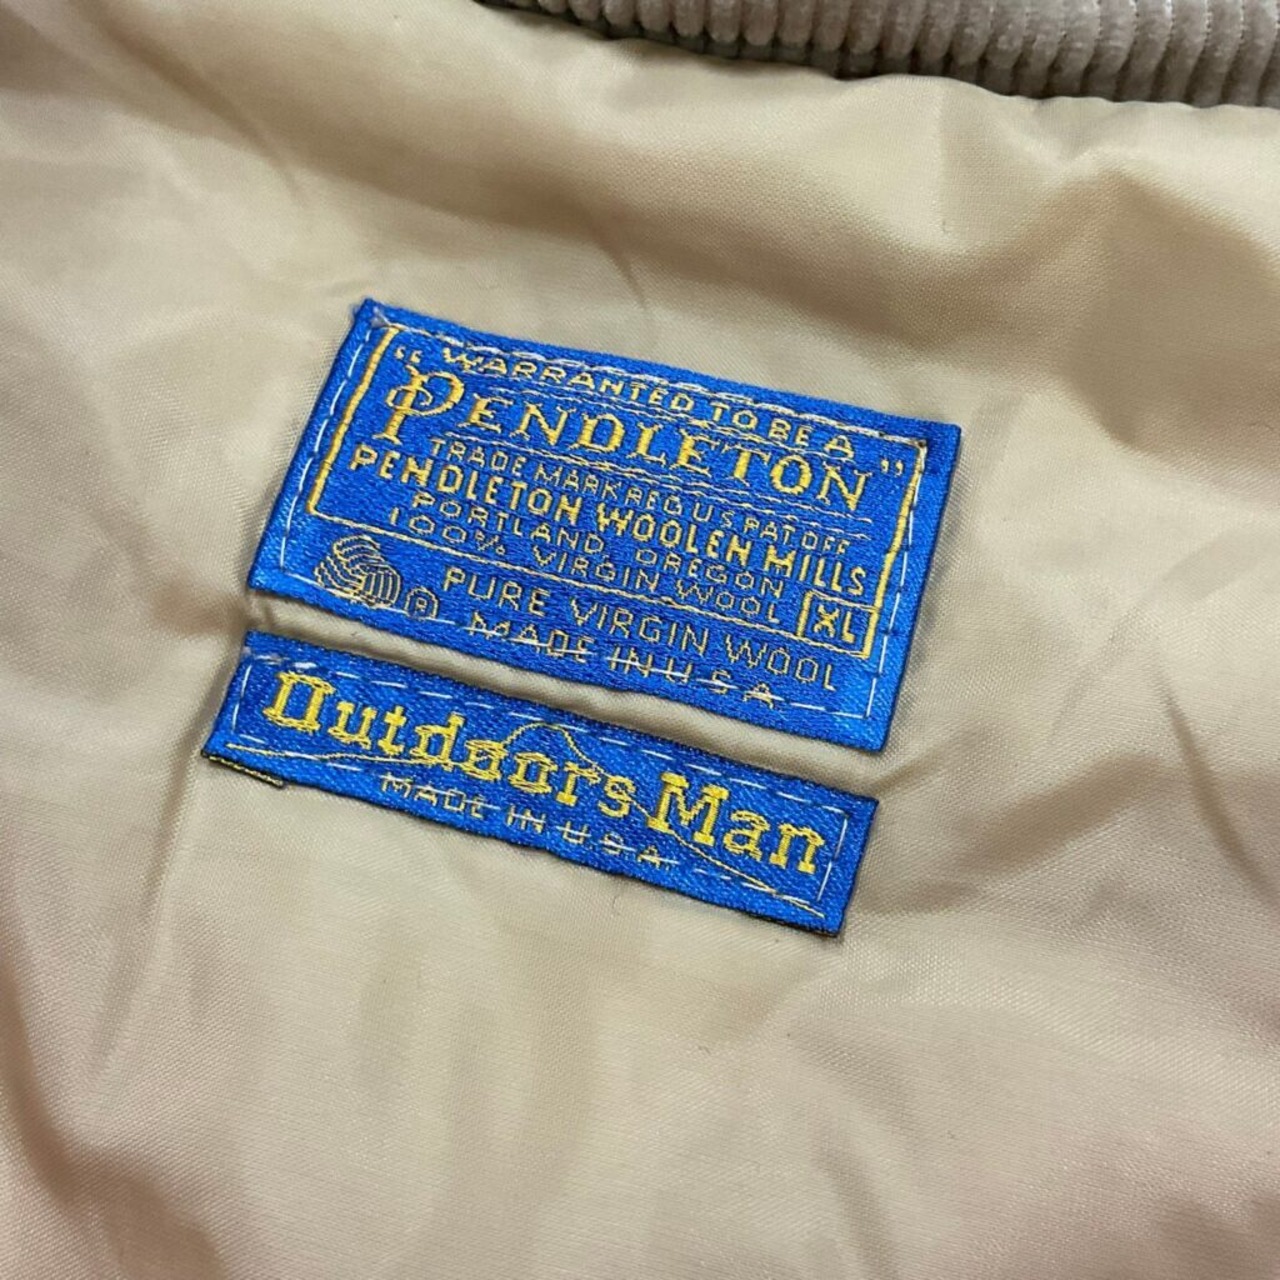 "WARRANTED TO BE A
PENDLETON"
TRADE MARK REG U S PAT OFF
PENDLETON WOOLEN MILLS
PORTLAND, OREGON
100% VIRGIN WOOL XL
® PURE VIRGIN WOOL
MADE IN U S A
Outdoors Man
MADE IN U.S.A.